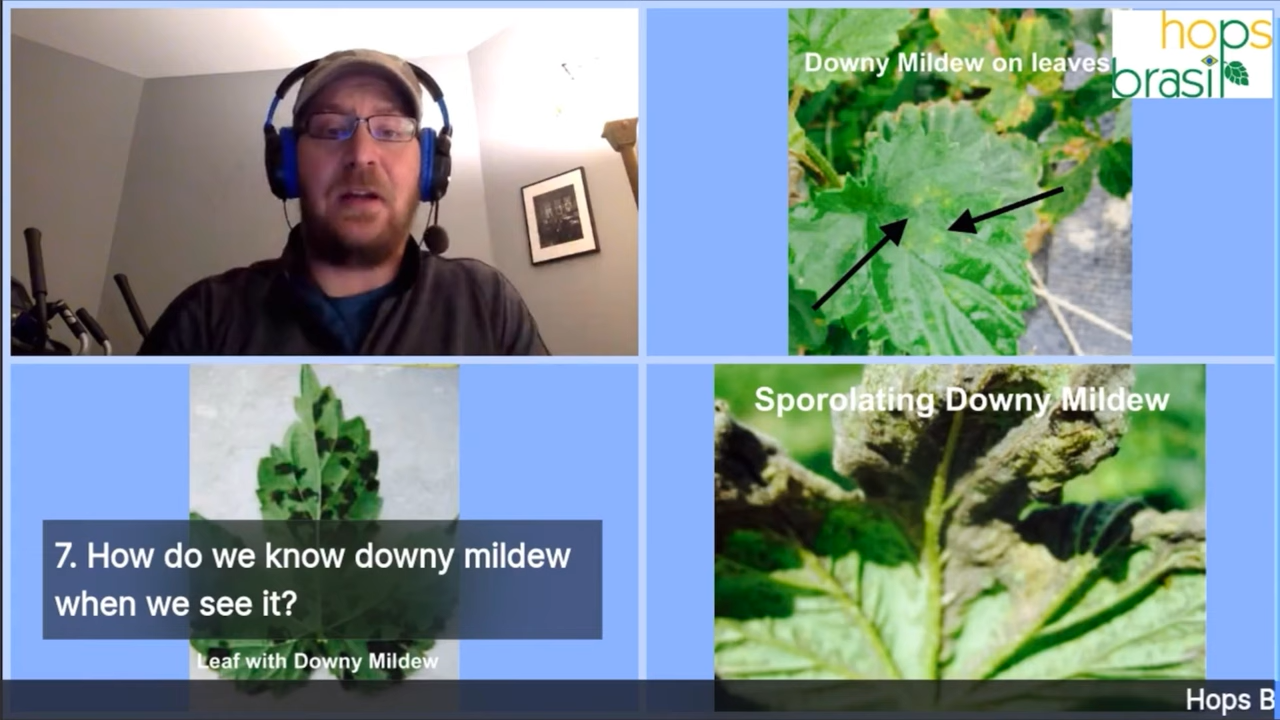 Downy Mildew on leaves
hops
brasil
7. How do we know downy mildew
when we see it?
Leaf with Downy Mildew
Sporolating Downy Mildew
Hops B